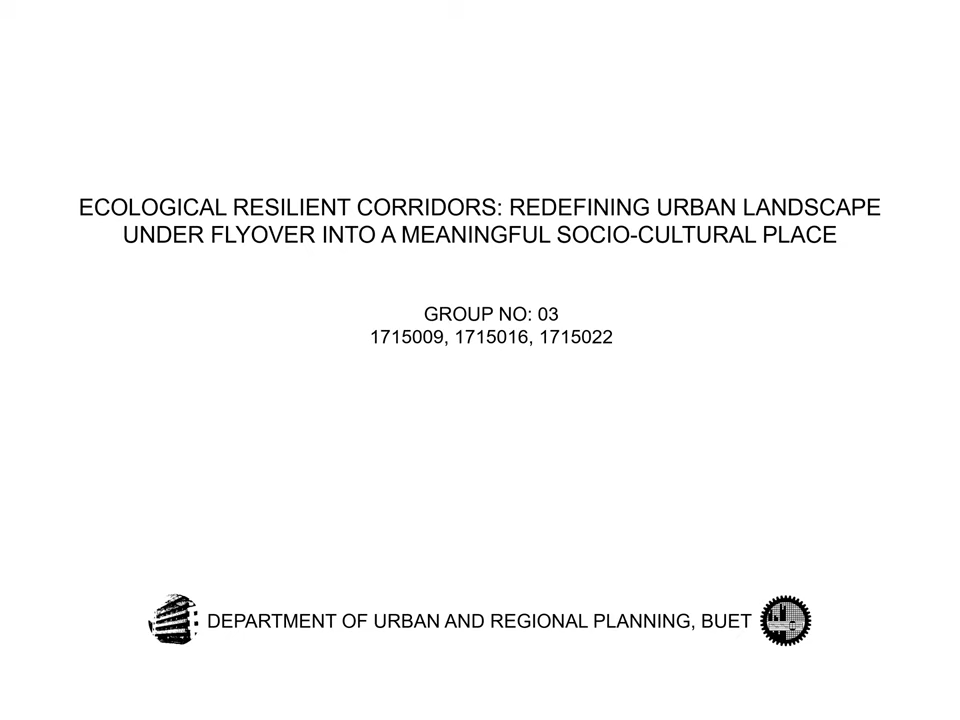 ECOLOGICAL RESILIENT CORRIDORS: REDEFINING URBAN LANDSCAPE
UNDER FLYOVER INTO A MEANINGFUL SOCIO-CULTURAL PLACE
GROUP NO: 03
1715009, 1715016, 1715022
DEPARTMENT OF URBAN AND REGIONAL PLANNING, BUET